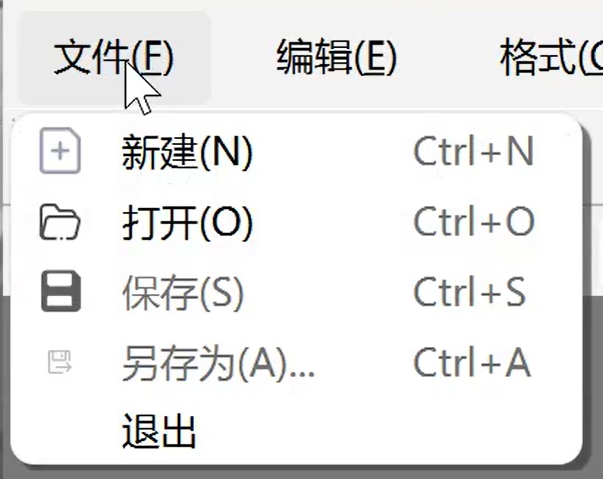 文件(F) 编辑(E) 格式(
新建(N) Ctrl+N
打开(O) Ctrl+O
保存(S) Ctrl+S
另存为(A)... Ctrl+A
退出